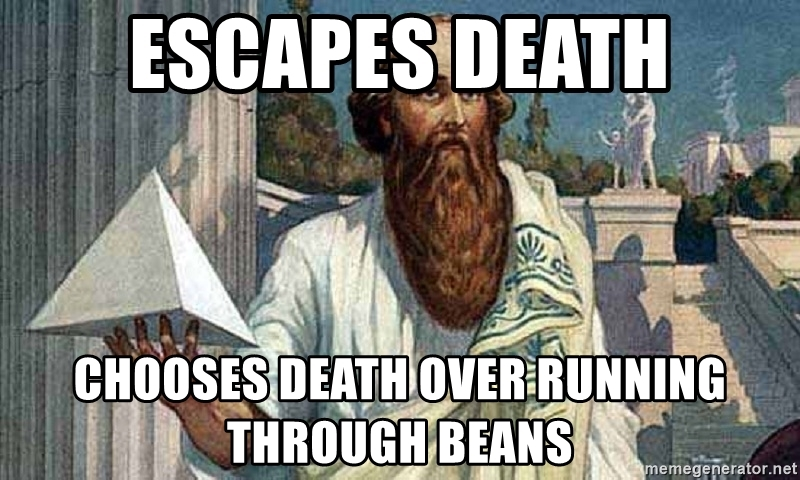 ESCAPES DEATH
CHOOSES DEATH OVER RUNNING
THROUGH BEANS
memegenerator.net